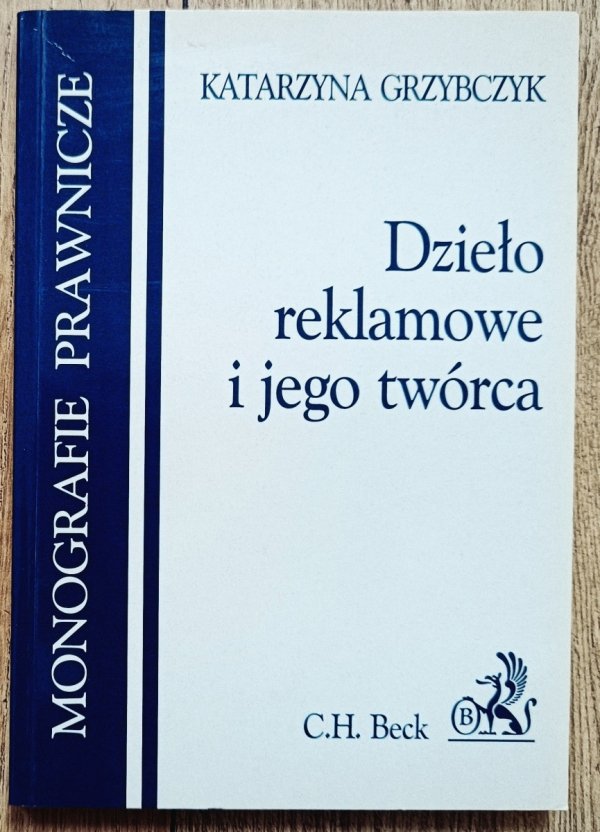 MONOGRAFIE PRAWNICZE
KATARZYNA GRZYBCZYK
Dzieło
reklamowe
i jego twórca
C.H. Beck
B